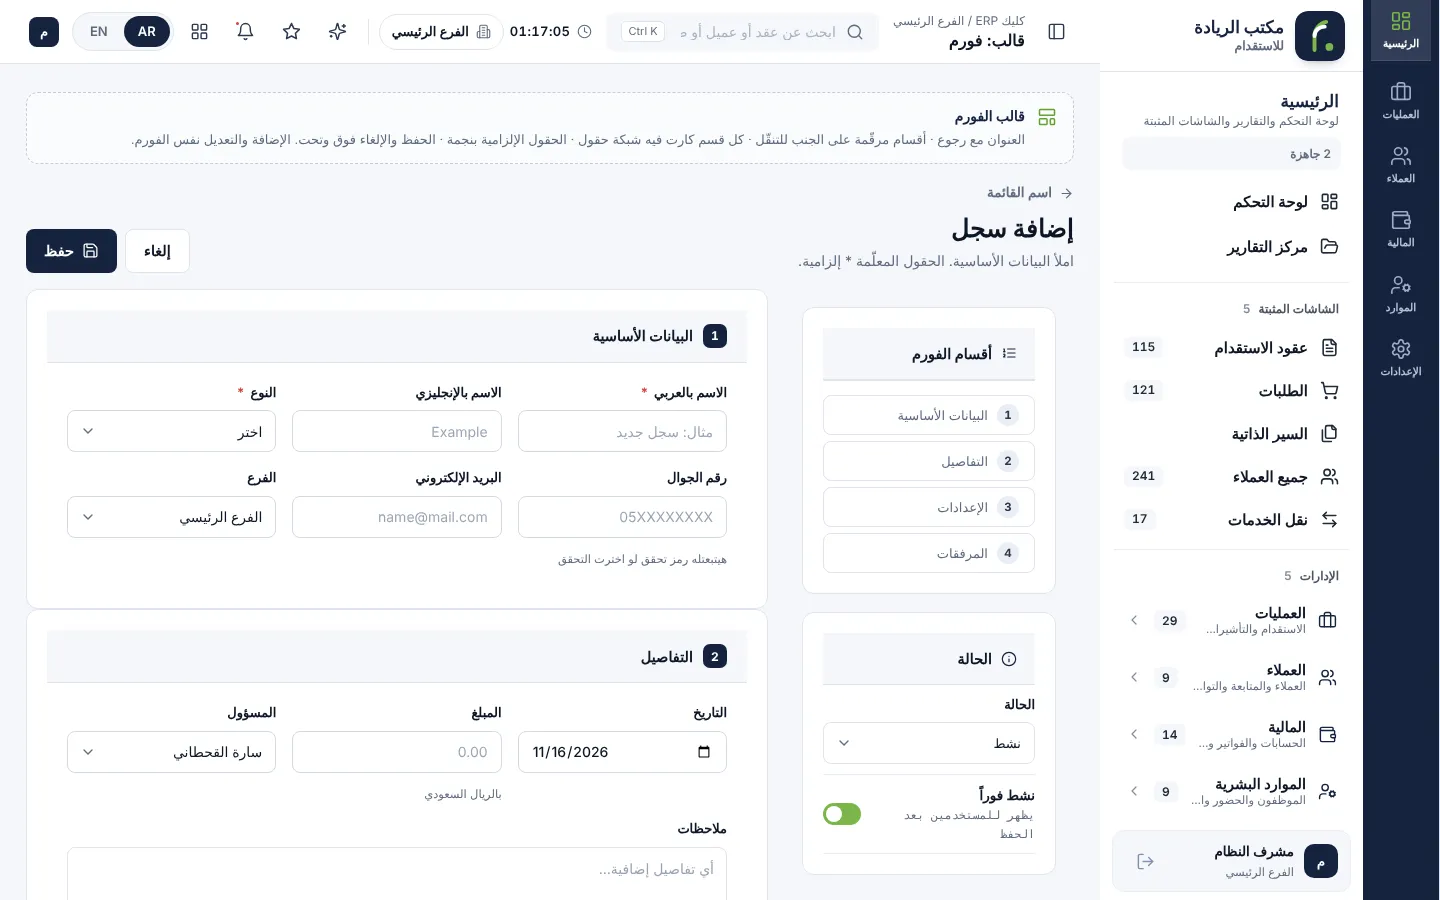 الرئيسية
العمليات
العملاء
المالية
الموارد
الإعدادات
مكتب الريادة
للاستقدام
الرئيسية
لوحة التحكم والتقارير والشاشات المثبتة
2 جاهزة
لوحة التحكم
مركز التقارير
الشاشات المثبتة 5
عقود الاستقدام 115
الطلبات 121
السير الذاتية
جميع العملاء 241
نقل الخدمات 17
الإدارات 5
العمليات 29
الاستقدام والتأشيرا...
العملاء 9
العملاء والمتابعة والتوا...
المالية 14
الحسابات والفواتير و...
الموارد البشرية 9
الموظفون والحضور وا...
م
مشرف النظام
الفرع الرئيسي
كليك ERP / الفرع الرئيسي
قالب: فورم
ابحث عن عقد أو عميل أو ص Ctrl K
01:17:05
الفرع الرئيسي
AR EN
م
قالب الفورم
العنوان مع رجوع · أقسام مرقّمة على الجنب للتنقّل · كل قسم كارت فيه شبكة حقول · الحقول الإلزامية بنجمة · الحفظ والإلغاء فوق وتحت. الإضافة والتعديل نفس الفورم.
اسم القائمة
إضافة سجل
املأ البيانات الأساسية. الحقول المعلّمة * إلزامية.
إلغاء
حفظ
أقسام الفورم
1 البيانات الأساسية
2 التفاصيل
3 الإعدادات
4 المرفقات
الحالة
الحالة
نشط
نشط فوراً
يظهر للمستخدمين بعد
الحفظ
1 البيانات الأساسية
الاسم بالعربي * الاسم بالإنجليزي النوع *
مثال: سجل جديد Example اختر
رقم الجوال البريد الإلكتروني الفرع
05XXXXXXXX name@mail.com الفرع الرئيسي
هيتبعتله رمز تحقق لو اخترت التحقق
2 التفاصيل
التاريخ المبلغ المسؤول
11/16/2026 0.00 سارة القحطاني
بالريال السعودي
ملاحظات
أي تفاصيل إضافية...